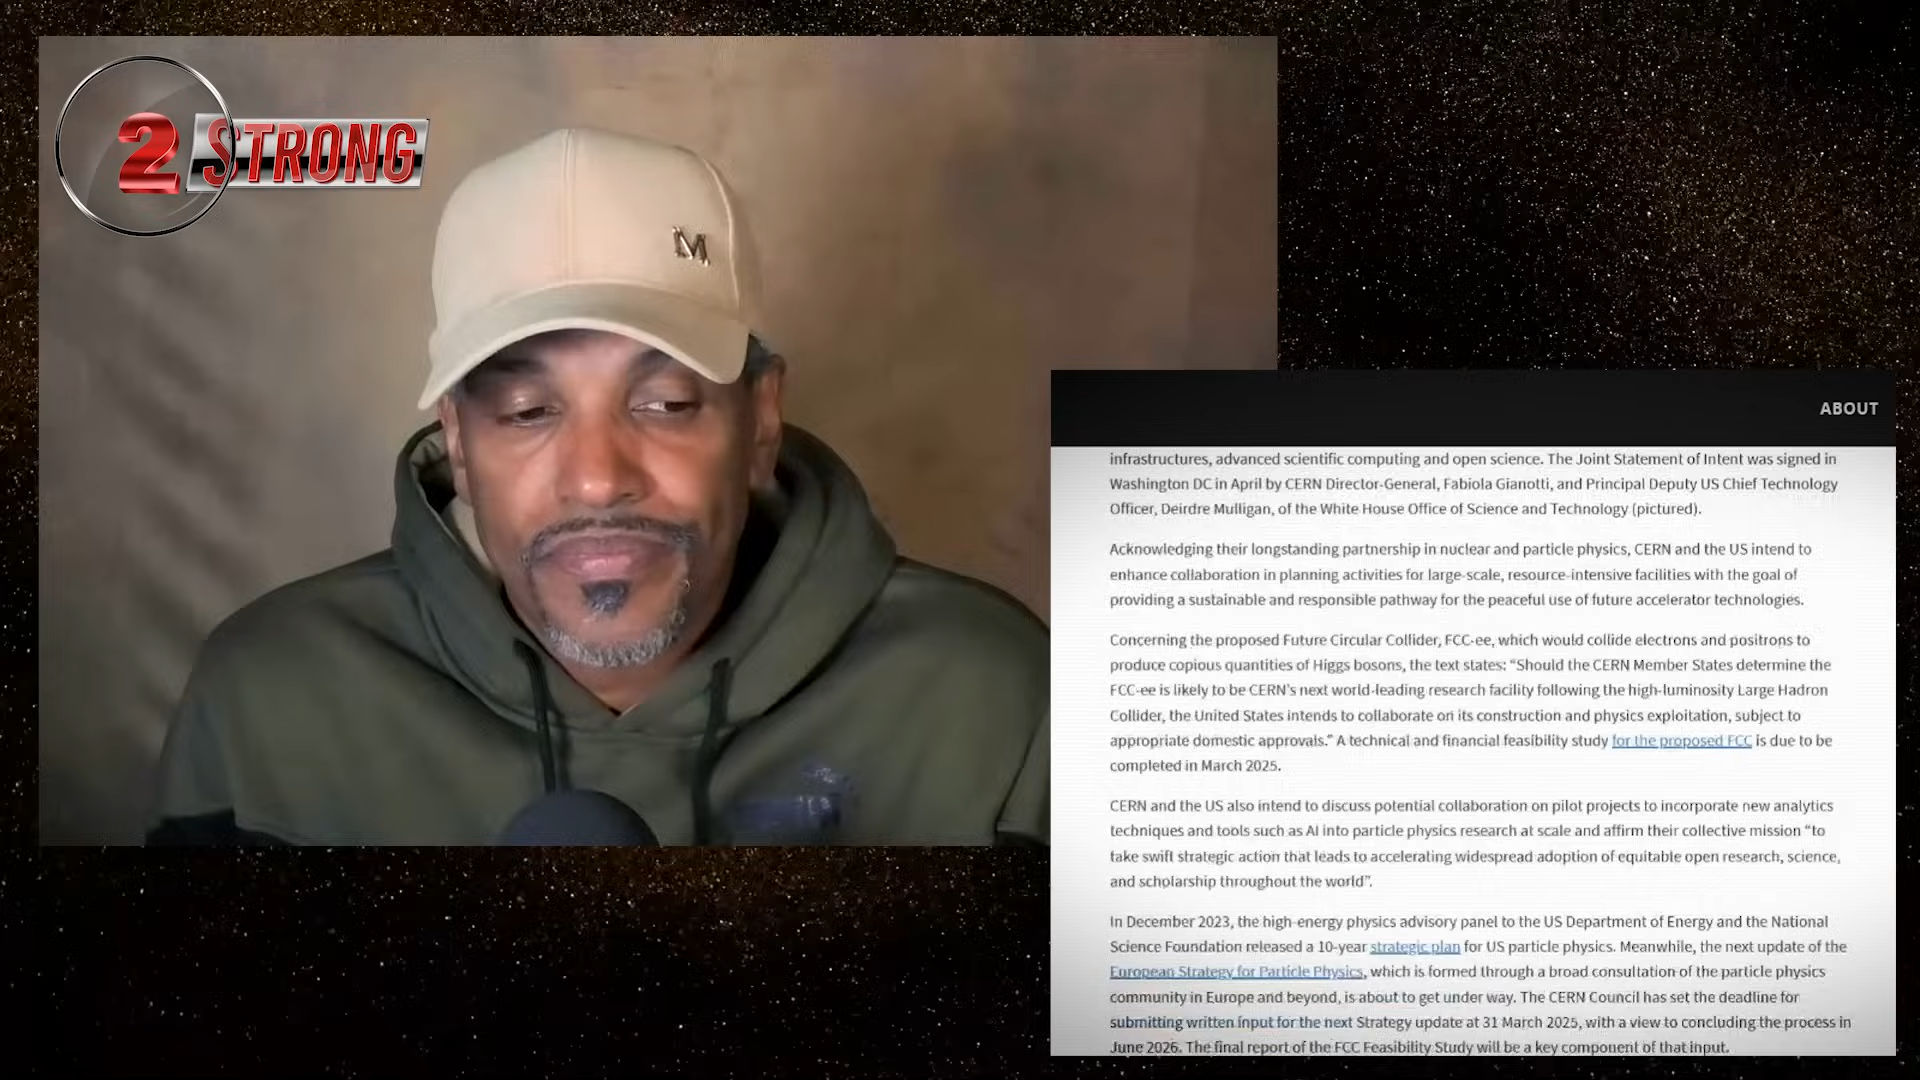 2 STRONG
M
ABOUT
infrastructures, advanced scientific computing and open science. The Joint Statement of Intent was signed in
Washington DC in April by CERN Director-General, Fabiola Gianotti, and Principal Deputy US Chief Technology
Officer, Deirdre Mulligan, of the White House Office of Science and Technology (pictured).
Acknowledging their longstanding partnership in nuclear and particle physics, CERN and the US intend to
enhance collaboration in planning activities for large-scale, resource-intensive facilities with the goal of
providing a sustainable and responsible pathway for the peaceful use of future accelerator technologies.
Concerning the proposed Future Circular Collider, FCC-ee, which would collide electrons and positrons to
produce copious quantities of Higgs bosons, the text states: “Should the CERN Member States determine the
FCC-ee is likely to be CERN’s next world-leading research facility following the high-luminosity Large Hadron
Collider, the United States intends to collaborate on its construction and physics exploitation, subject to
appropriate domestic approvals.” A technical and financial feasibility study for the proposed FCC is due to be
completed in March 2025.
CERN and the US also intend to discuss potential collaboration on pilot projects to incorporate new analytics
techniques and tools such as AI into particle physics research at scale and affirm their collective mission “to
take swift strategic action that leads to accelerating widespread adoption of equitable open research, science,
and scholarship throughout the world”.
In December 2023, the high-energy physics advisory panel to the US Department of Energy and the National
Science Foundation released a 10-year strategic plan for US particle physics. Meanwhile, the next update of the
European Strategy for Particle Physics, which is formed through a broad consultation of the particle physics
community in Europe and beyond, is about to get under way. The CERN Council has set the deadline for
submitting written input for the next Strategy update at 31 March 2025, with a view to concluding the process in
June 2026. The final report of the FCC Feasibility Study will be a key component of that input.